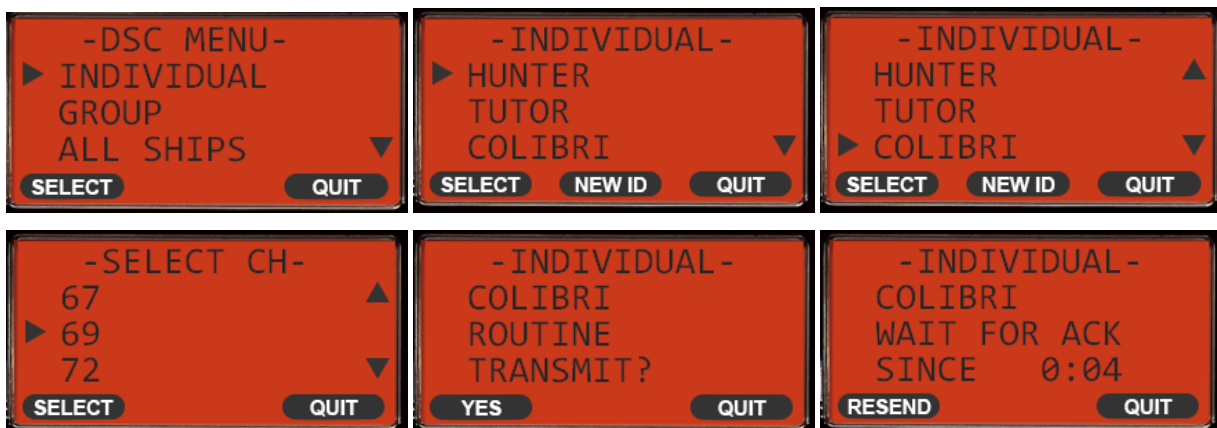 -DSC MENU-
▶ INDIVIDUAL
GROUP
ALL SHIPS ▼
SELECT QUIT
-INDIVIDUAL-
▶ HUNTER
TUTOR
COLIBRI ▼
SELECT NEW ID QUIT
-INDIVIDUAL-
HUNTER ▲
TUTOR
▶ COLIBRI ▼
SELECT NEW ID QUIT
-SELECT CH-
67 ▲
▶ 69
72 ▼
SELECT QUIT
-INDIVIDUAL-
COLIBRI
ROUTINE
TRANSMIT?
YES QUIT
-INDIVIDUAL-
COLIBRI
WAIT FOR ACK
SINCE 0:04
RESEND QUIT